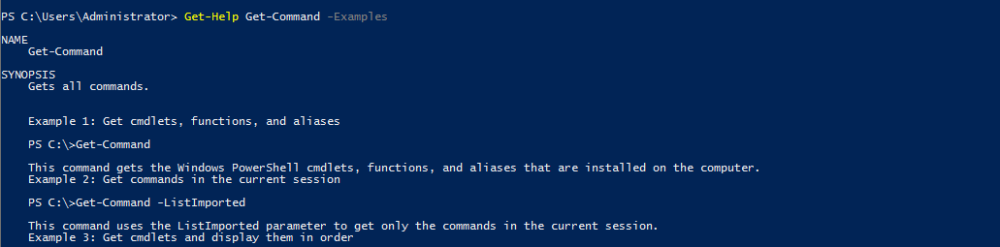 PS C:\Users\Administrator> Get-Help Get-Command -Examples
NAME
Get-Command
SYNOPSIS
Gets all commands.
Example 1: Get cmdlets, functions, and aliases
PS C:\>Get-Command
This command gets the Windows PowerShell cmdlets, functions, and aliases that are installed on the computer.
Example 2: Get commands in the current session
PS C:\>Get-Command -ListImported
This command uses the ListImported parameter to get only the commands in the current session.
Example 3: Get cmdlets and display them in order